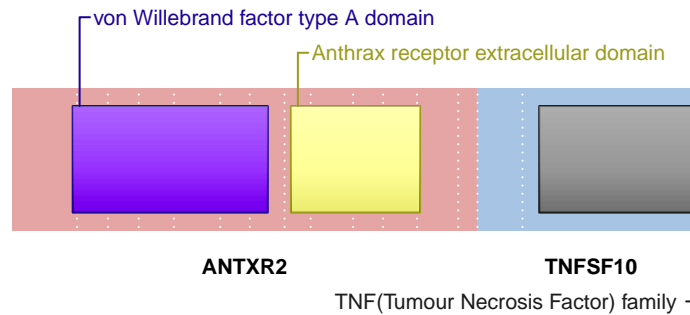 von Willebrand factor type A domain
Anthrax receptor extracellular domain
ANTXR2 TNFSF10
TNF(Tumour Necrosis Factor) family